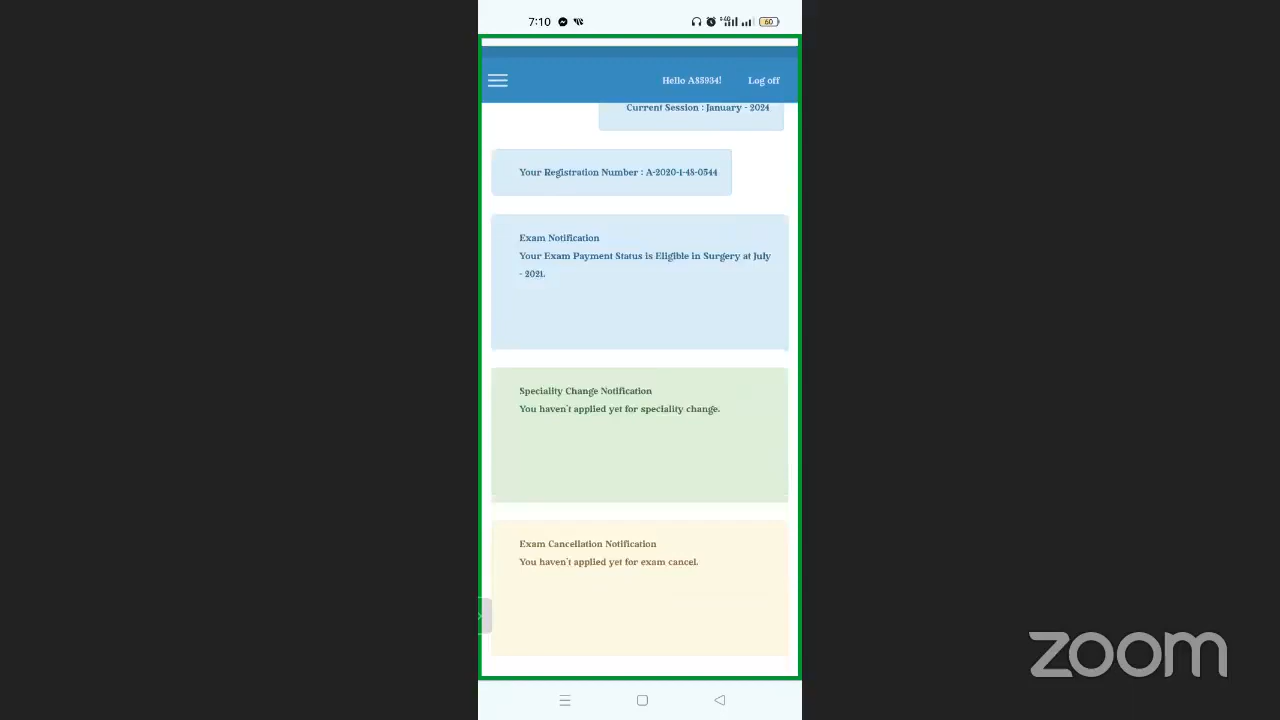 7:10
60
Hello A83934!
Log off
Current Session : January - 2024
Your Registration Number : A-2020-1-48-0344
Exam Notification
Your Exam Payment Status is Eligible in Surgery at July
- 2021.
Speciality Change Notification
You haven't applied yet for speciality change.
Exam Cancellation Notification
You haven't applied yet for exam cancel.
zoom